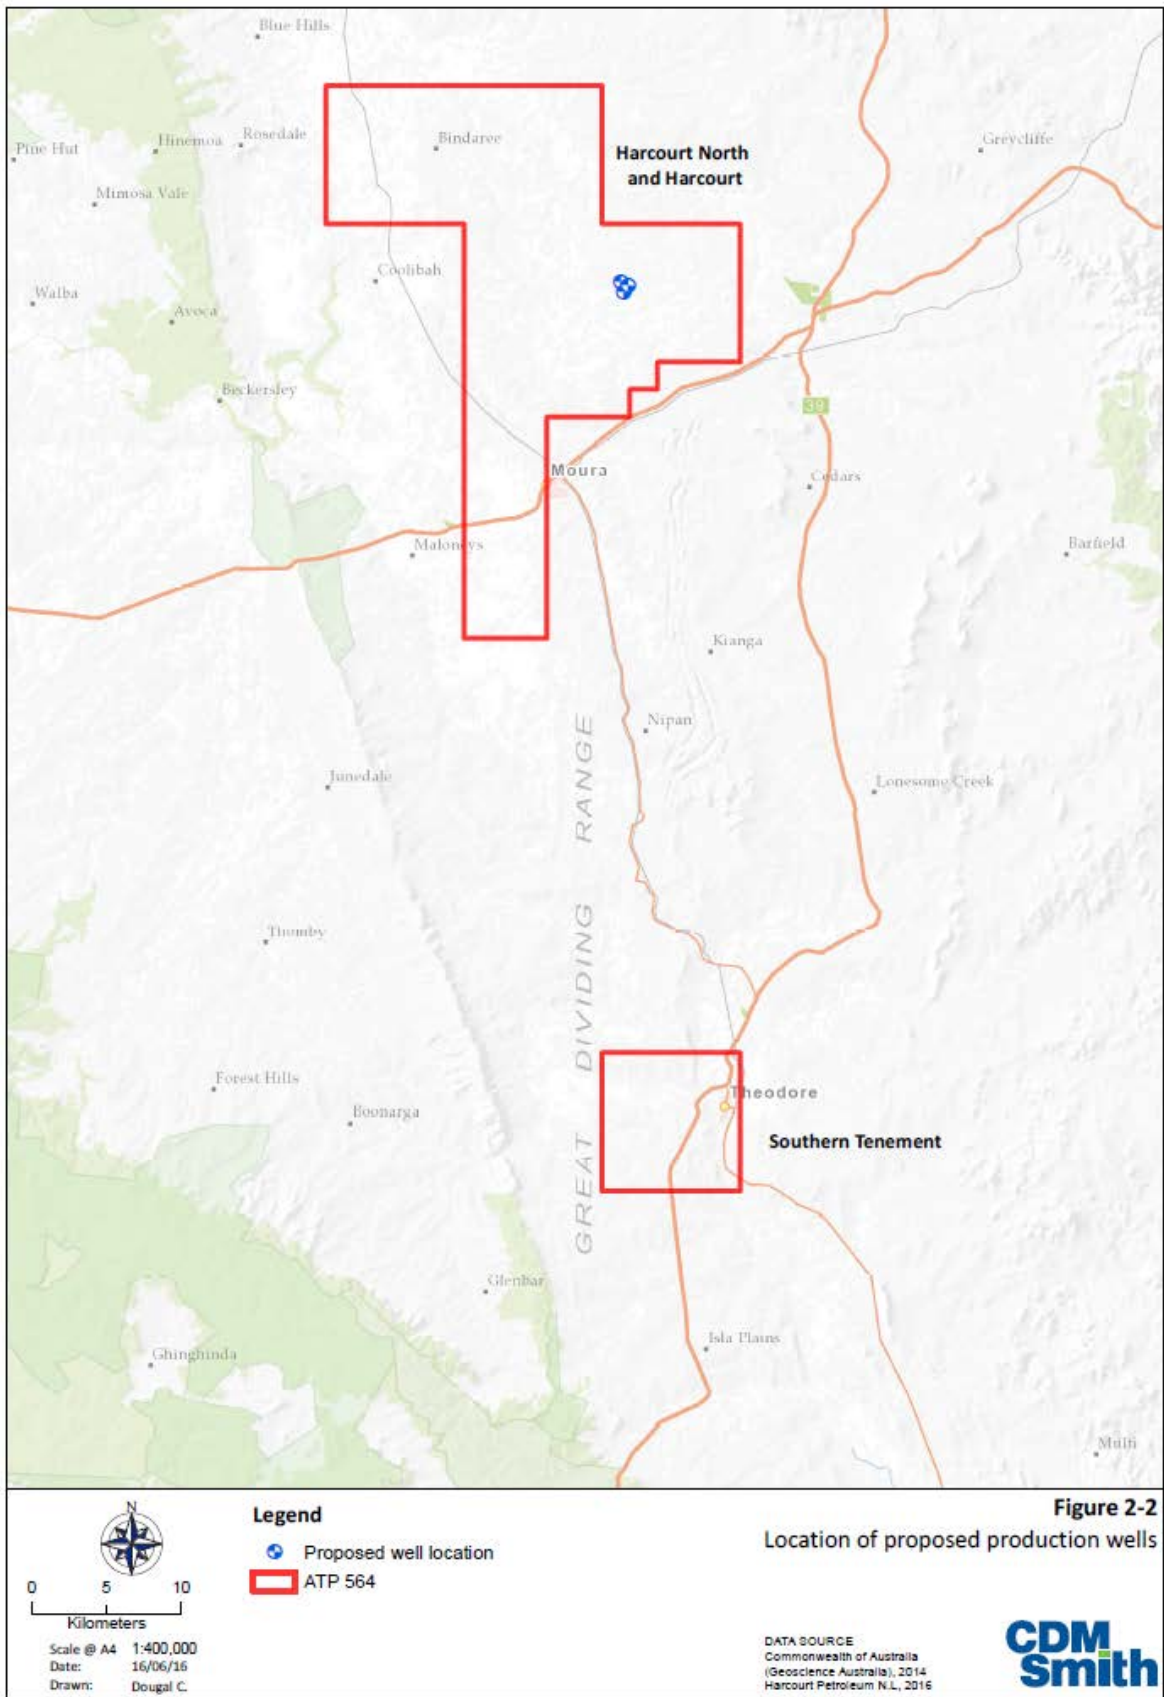 Blue Hills
Pine Hut
Hinemoa
Rosedale
Bindaree
Harcourt North
and Harcourt
Greycliffe
Mimosa Vale
Coolibah
Walba
Avoca
Beckersley
39
Moura
Cedars
Maloneys
Barfield
Kianga
Nipan
Junedale
Lonesome Creek
GREAT DIVIDING RANGE
Thomby
Forest Hills
Boonarga
Theodore
Southern Tenement
Glenbar
Isla Plains
Ghinghinda
Multi
N
0 5 10
Kilometers
Scale @ A4 1:400,000
Date: 16/06/16
Drawn: Dougal C.
Legend
Proposed well location
ATP 564
Figure 2-2
Location of proposed production wells
DATA SOURCE
Commonwealth of Australia
(Geoscience Australia), 2014
Harcourt Petroleum N.L, 2016
CDM
Smith